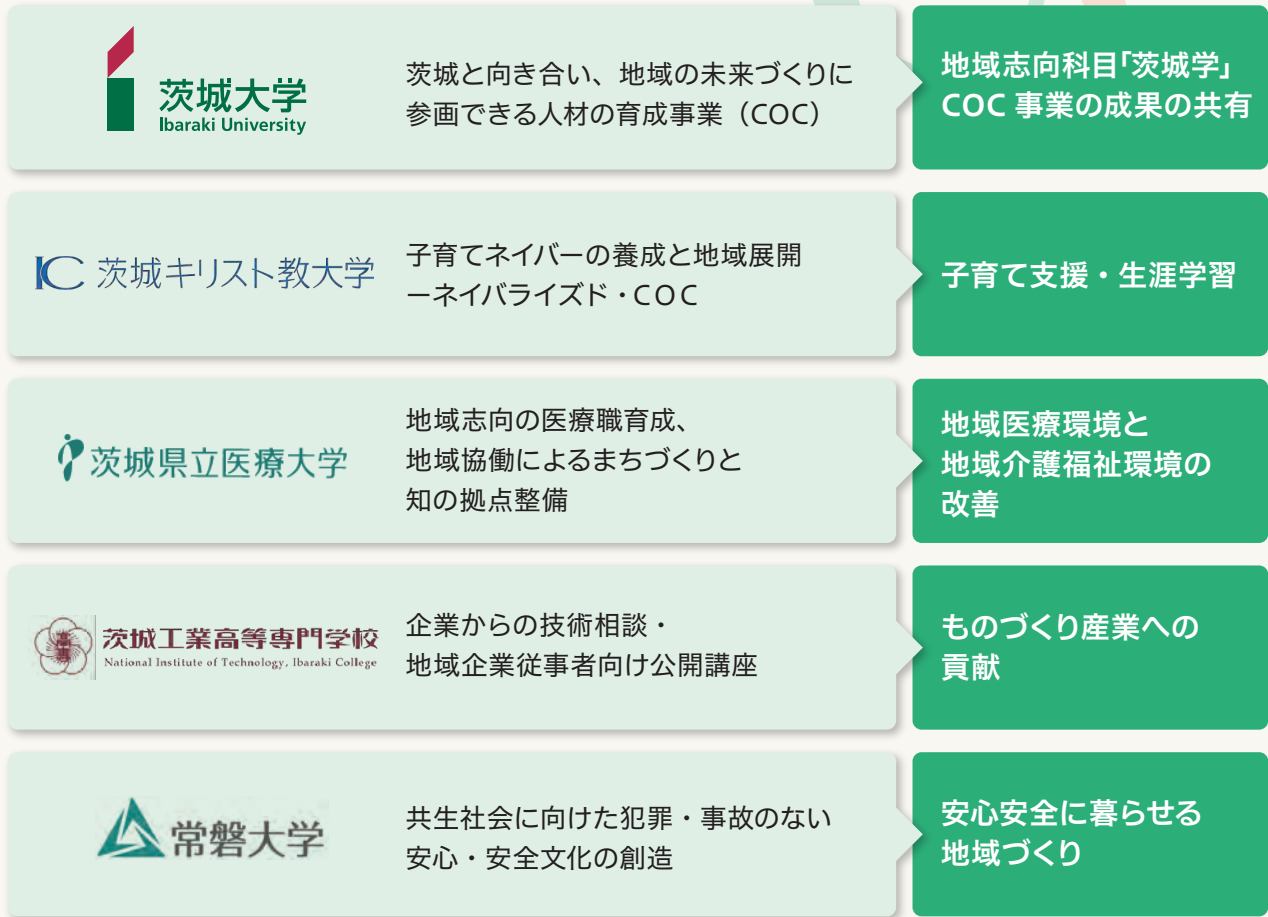 茨城大学
Ibaraki University
茨城と向き合い、地域の未来づくりに
参画できる人材の育成事業（COC）
地域志向科目「茨城学」
COC 事業の成果の共有
IC 茨城キリスト教大学
子育てネイバーの養成と地域展開
ーネイバライズド・COC
子育て支援・生涯学習
茨城県立医療大学
地域志向の医療職育成、
地域協働によるまちづくりと
知の拠点整備
地域医療環境と
地域介護福祉環境の
改善
高専
茨城工業高等専門学校
National Institute of Technology, Ibaraki College
企業からの技術相談・
地域企業従事者向け公開講座
ものづくり産業への
貢献
常磐大学
共生社会に向けた犯罪・事故のない
安心・安全文化の創造
安心安全に暮らせる
地域づくり